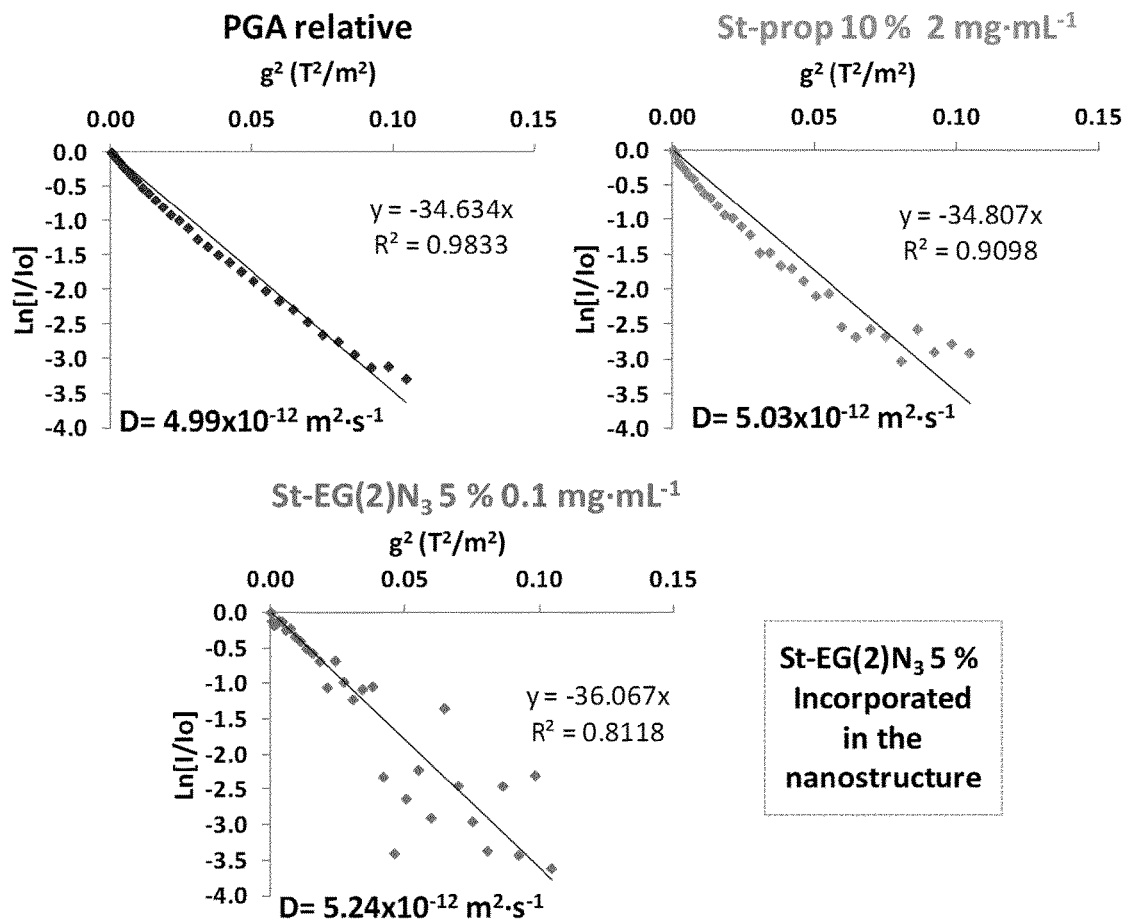 PGA relative
g² (T²/m²)
0.00 0.05 0.10 0.15
0.0
-0.5
-1.0
-1.5
-2.0
-2.5
-3.0
-3.5
-4.0
Ln[I/Io]
y = -34.634x
R² = 0.9833
D= 4.99x10⁻¹² m²·s⁻¹
St-prop 10 % 2 mg·mL⁻¹
g² (T²/m²)
0.00 0.05 0.10 0.15
0.0
-0.5
-1.0
-1.5
-2.0
-2.5
-3.0
-3.5
-4.0
Ln[I/Io]
y = -34.807x
R² = 0.9098
D= 5.03x10⁻¹² m²·s⁻¹
St-EG(2)N₃ 5 % 0.1 mg·mL⁻¹
g² (T²/m²)
0.00 0.05 0.10 0.15
0.0
-0.5
-1.0
-1.5
-2.0
-2.5
-3.0
-3.5
-4.0
Ln[I/Io]
y = -36.067x
R² = 0.8118
D= 5.24x10⁻¹² m²·s⁻¹
St-EG(2)N₃ 5 %
Incorporated
in the
nanostructure